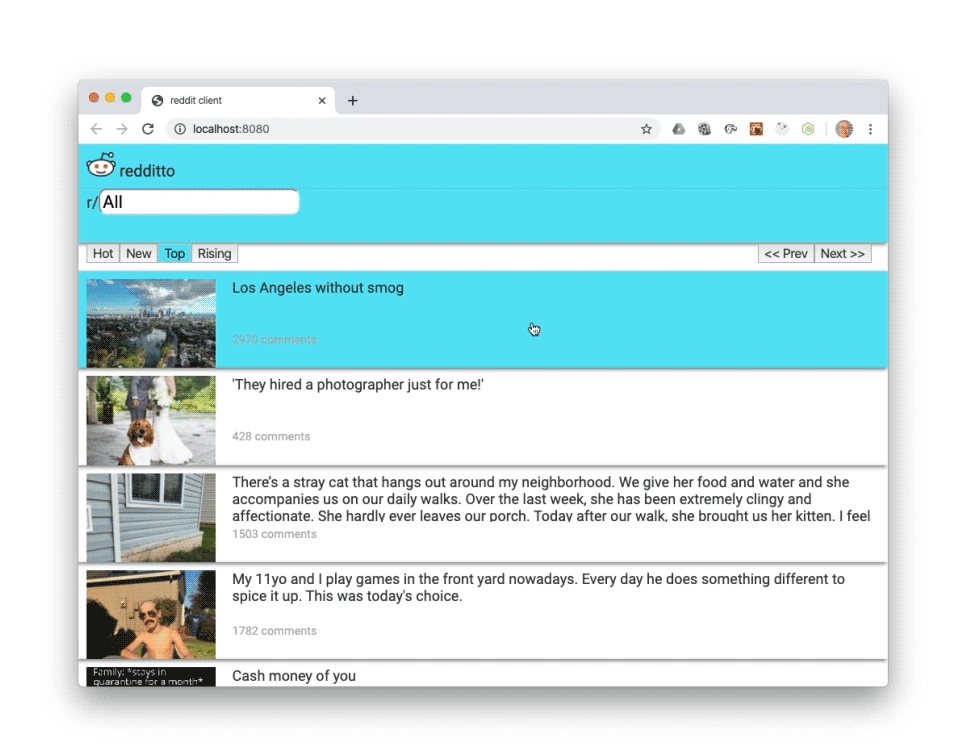 reddit client
localhost:8080
redditto
r/All
Hot New Top Rising << Prev Next >>
Los Angeles without smog
2970 comments
'They hired a photographer just for me!'
428 comments
There’s a stray cat that hangs out around my neighborhood. We give her food and water and she
accompanies us on our daily walks. Over the last week, she has been extremely clingy and
affectionate. She hardly ever leaves our porch. Today after our walk, she brought us her kitten. I feel
1503 comments
My 11yo and I play games in the front yard nowadays. Every day he does something different to
spice it up. This was today's choice.
1782 comments
Family: *stays in
quarantine for a month*
Cash money of you